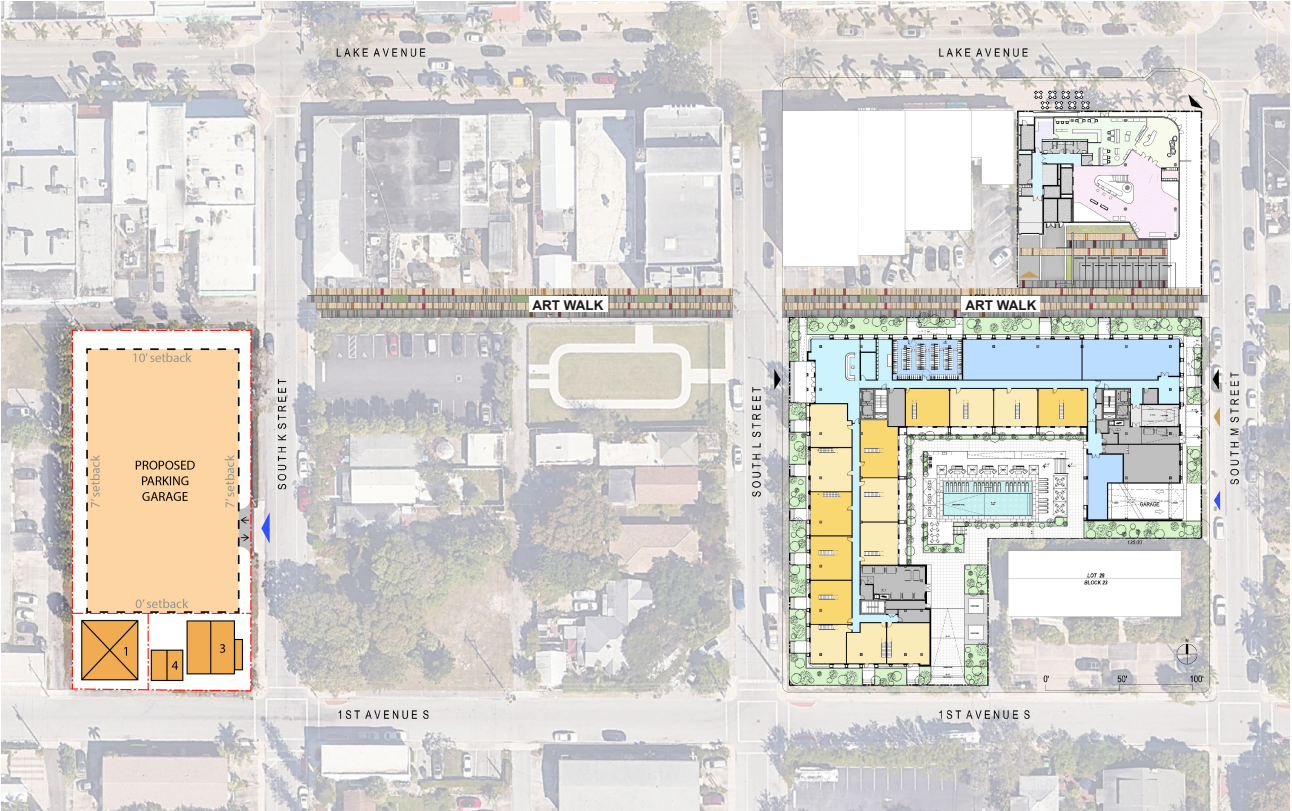 LAKE AVENUE
LAKE AVENUE
ART WALK
ART WALK
10' setback
PROPOSED
PARKING
GARAGE
7' setback
7' setback
0' setback
1
4
3
SOUTH K STREET
SOUTH L STREET
SOUTH M STREET
GARAGE
LOT 29
BLOCK 23
N
0'
50'
100'
1ST AVENUE S
1ST AVENUE S